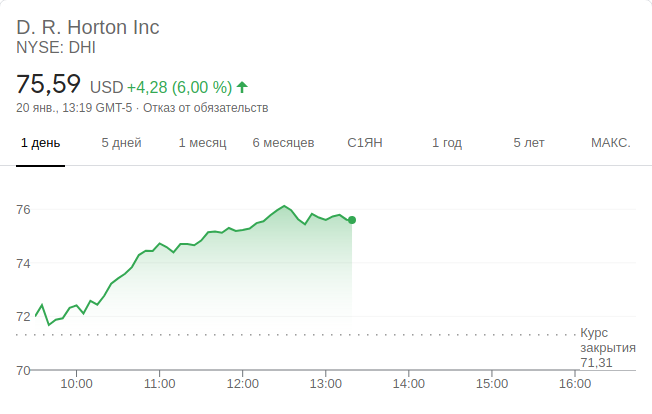 D. R. Horton Inc
NYSE: DHI
75,59 USD +4,28 (6,00 %)
20 янв., 13:19 GMT-5 · Отказ от обязательств
1 день 5 дней 1 месяц 6 месяцев С1ЯН 1 год 5 лет МАКС.
76
74
72
Курс
закрытия
71,31
70
10:00 11:00 12:00 13:00 14:00 15:00 16:00